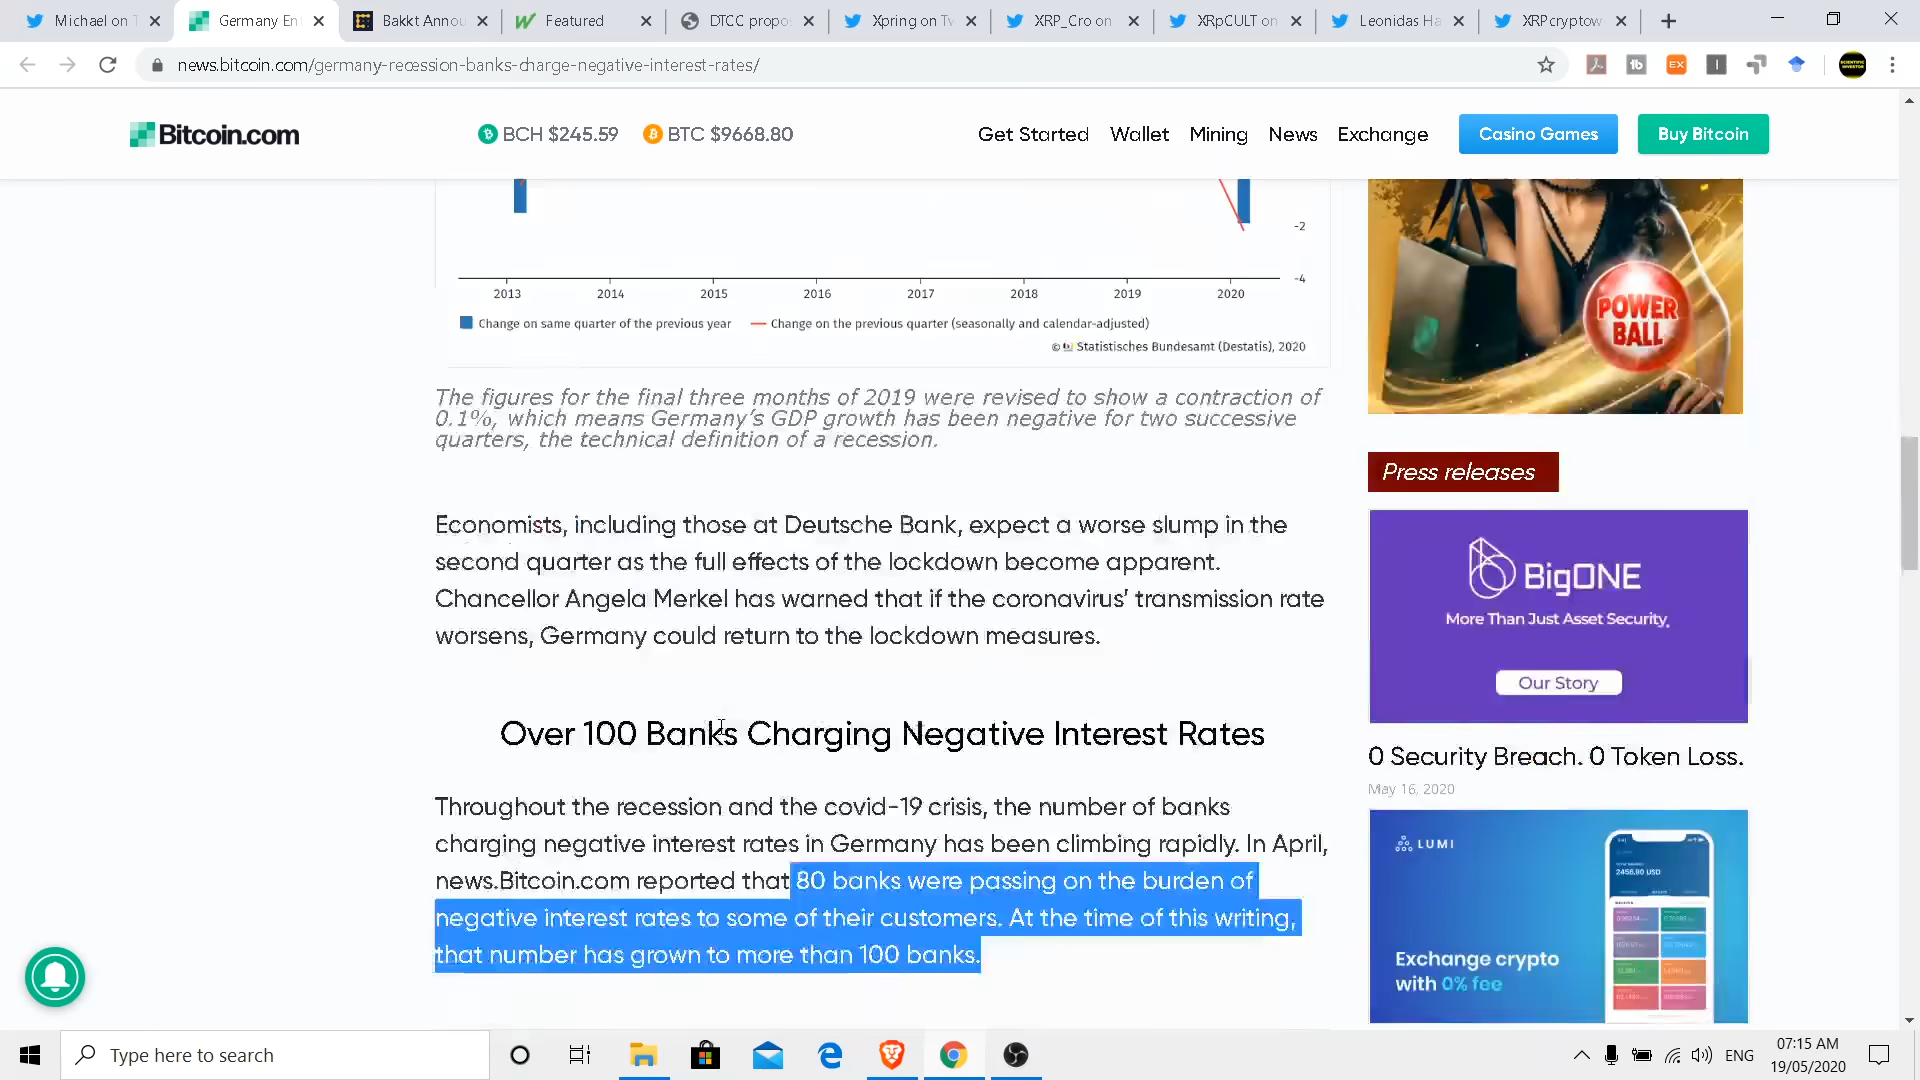 Michael on T
Germany En
Bakkt Annou
Featured
DTCC propo
Xpring on Tw
XRP_Cro on
XRpCULT on
Leonidas Ha
XRPcryptow
news.bitcoin.com/germany-recession-banks-charge-negative-interest-rates/
Bitcoin.com
BCH $245.59
BTC $9668.80
Get Started
Wallet
Mining
News
Exchange
Casino Games
Buy Bitcoin
-2
-4
2013 2014 2015 2016 2017 2018 2019 2020
Change on same quarter of the previous year
Change on the previous quarter (seasonally and calendar-adjusted)
© Statistisches Bundesamt (Destatis), 2020
The figures for the final three months of 2019 were revised to show a contraction of
0.1%, which means Germany's GDP growth has been negative for two successive
quarters, the technical definition of a recession.
Economists, including those at Deutsche Bank, expect a worse slump in the
second quarter as the full effects of the lockdown become apparent.
Chancellor Angela Merkel has warned that if the coronavirus' transmission rate
worsens, Germany could return to the lockdown measures.
Over 100 Banks Charging Negative Interest Rates
Throughout the recession and the covid-19 crisis, the number of banks
charging negative interest rates in Germany has been climbing rapidly. In April,
news.Bitcoin.com reported that 80 banks were passing on the burden of
negative interest rates to some of their customers. At the time of this writing,
that number has grown to more than 100 banks.
POWER
BALL
Press releases
BigONE
More Than Just Asset Security.
Our Story
0 Security Breach. 0 Token Loss.
May 16, 2020
LUMI
2456.90 USD
Exchange crypto
with 0% fee
Type here to search
ENG
07:15 AM
19/05/2020